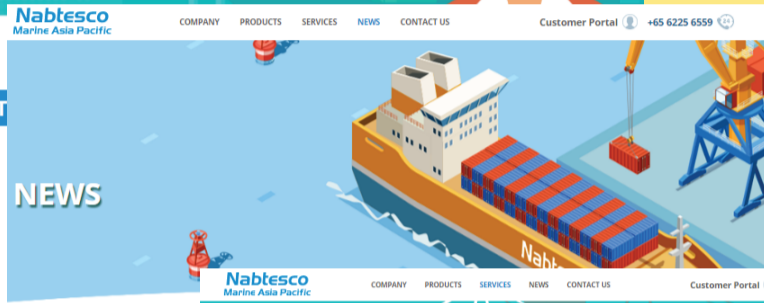 Nabtesco
Marine Asia Pacific
COMPANY PRODUCTS SERVICES NEWS CONTACT US Customer Portal +65 6225 6559
NEWS
Nabtesco
Marine Asia Pacific
COMPANY PRODUCTS SERVICES NEWS CONTACT US Customer Portal